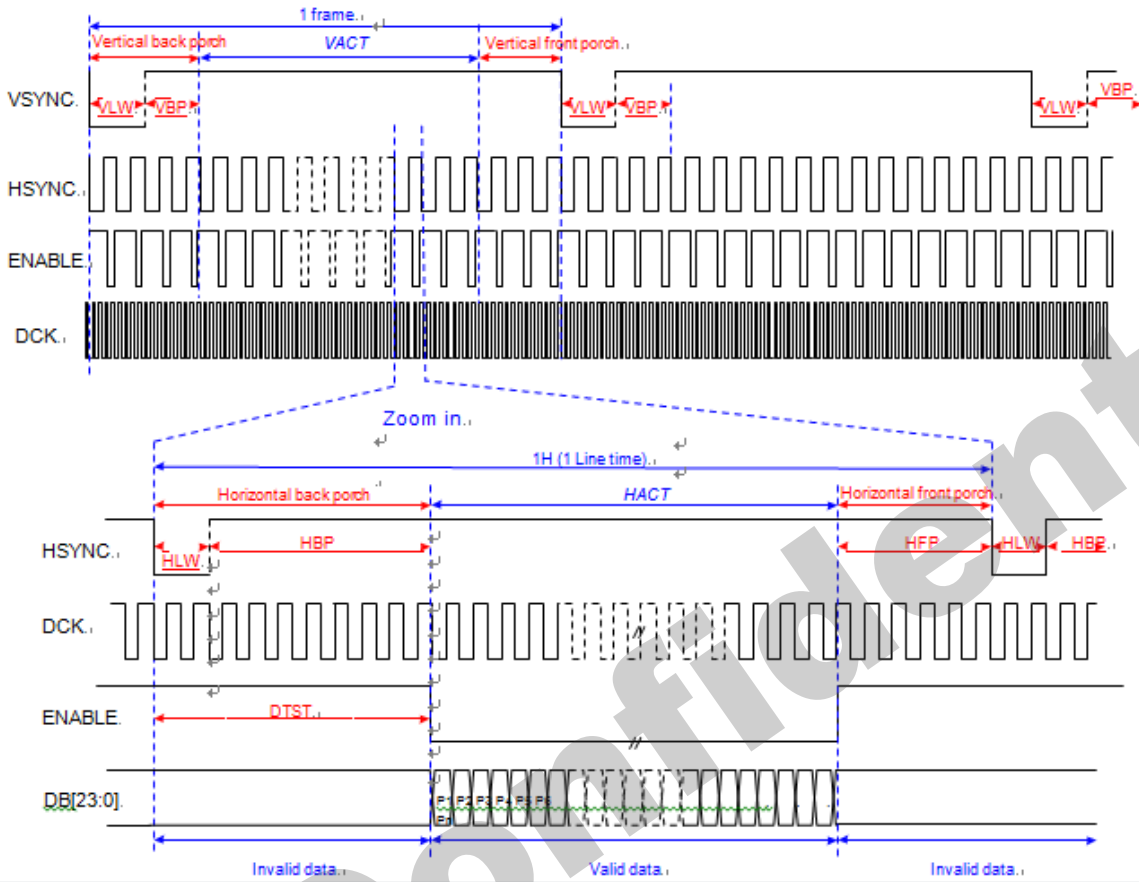 1 frame.
Vertical back porch VACT Vertical front porch.
VSYNC. VLW. VBP. VLW. VBP. VLW. VBP.
HSYNC.
ENABLE.
DCK.
Zoom in.
1H (1 Line time).
Horizontal back porch HACT Horizontal front porch.
HSYNC. HLW. HBP HFP HLW HBP.
DCK.
ENABLE. DTST.
//
//
DB[23:0]. P1 P2 P3 P4 P5 P6
Pn
Invalid data. Valid data. Invalid data.
Confident